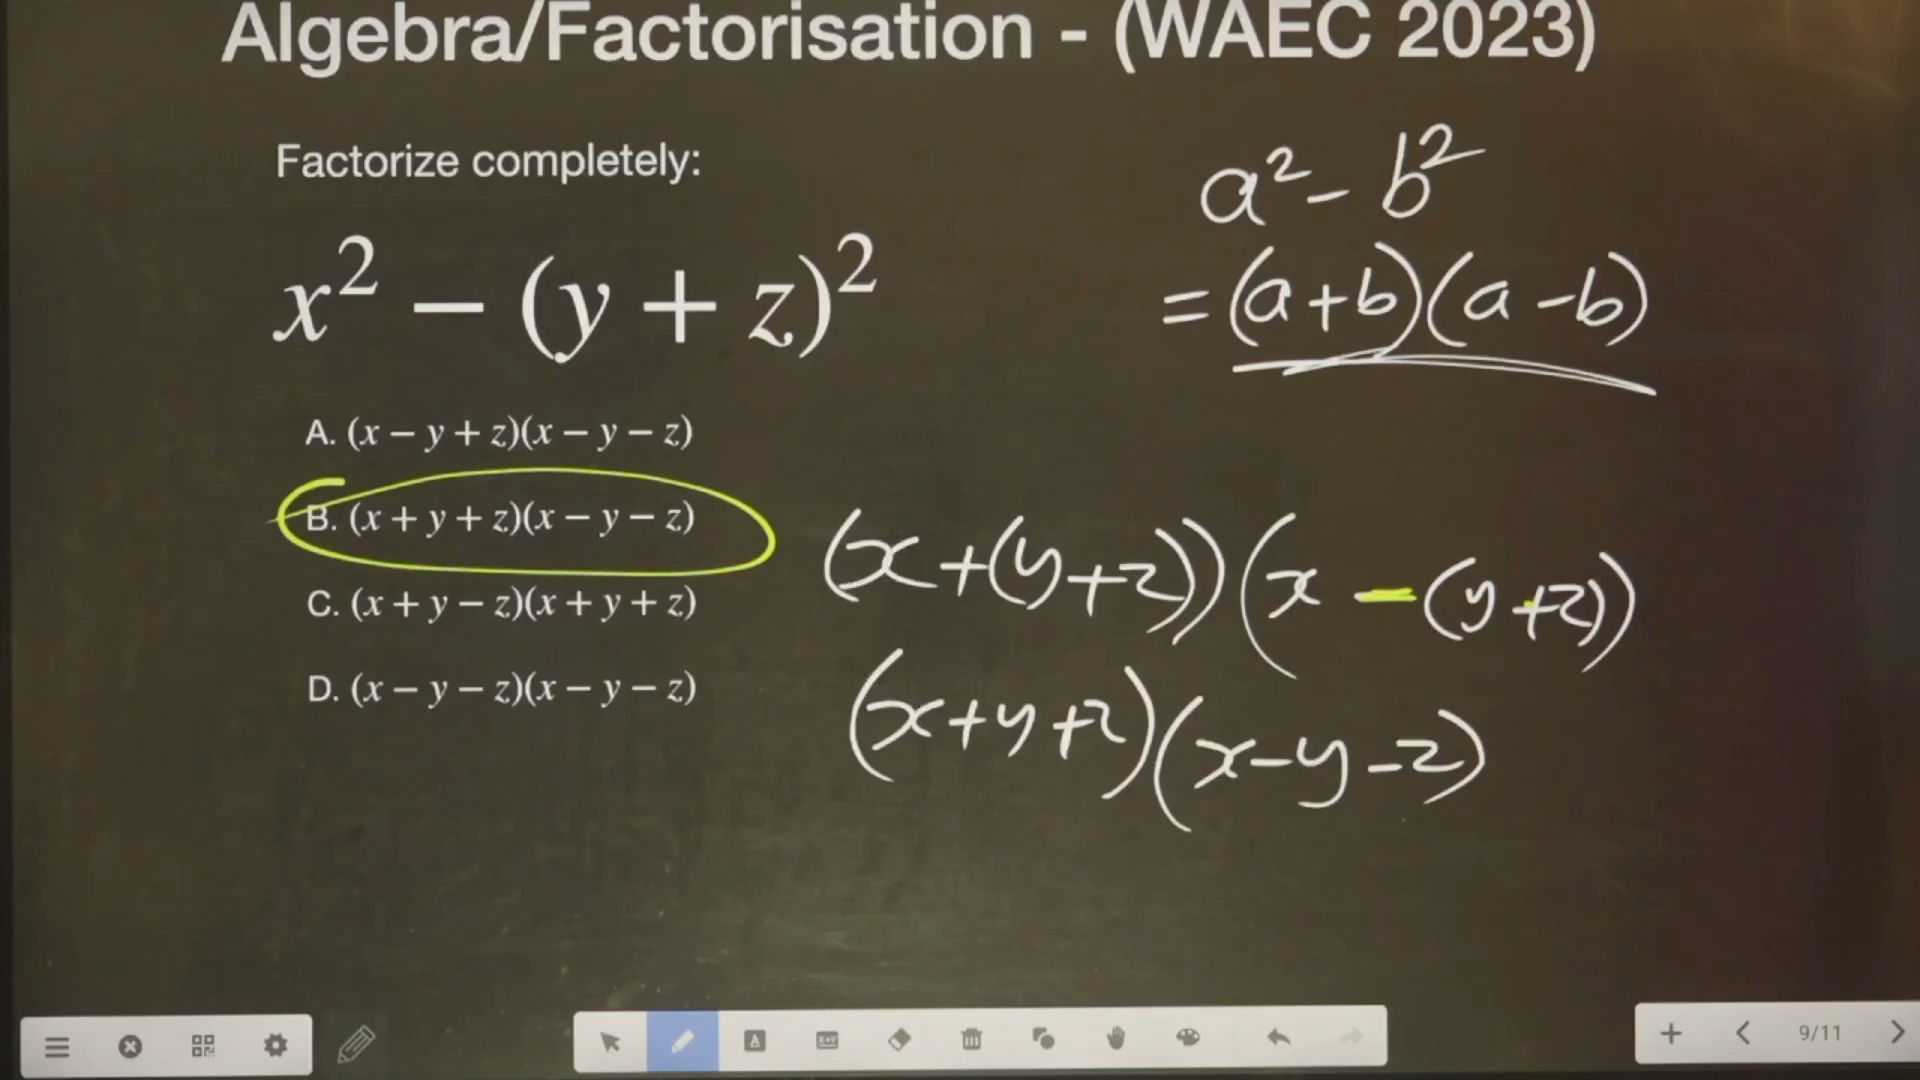 Algebra/Factorisation - (WAEC 2023)
Factorize completely:
x² − (y + z)²
A. (x − y + z)(x − y − z)
B. (x + y + z)(x − y − z)
C. (x + y − z)(x + y + z)
D. (x − y − z)(x − y − z)
a² - b²
= (a+b)(a-b)
(x+(y+z))(x-(y+z))
(x+y+z)(x-y-z)
9/11